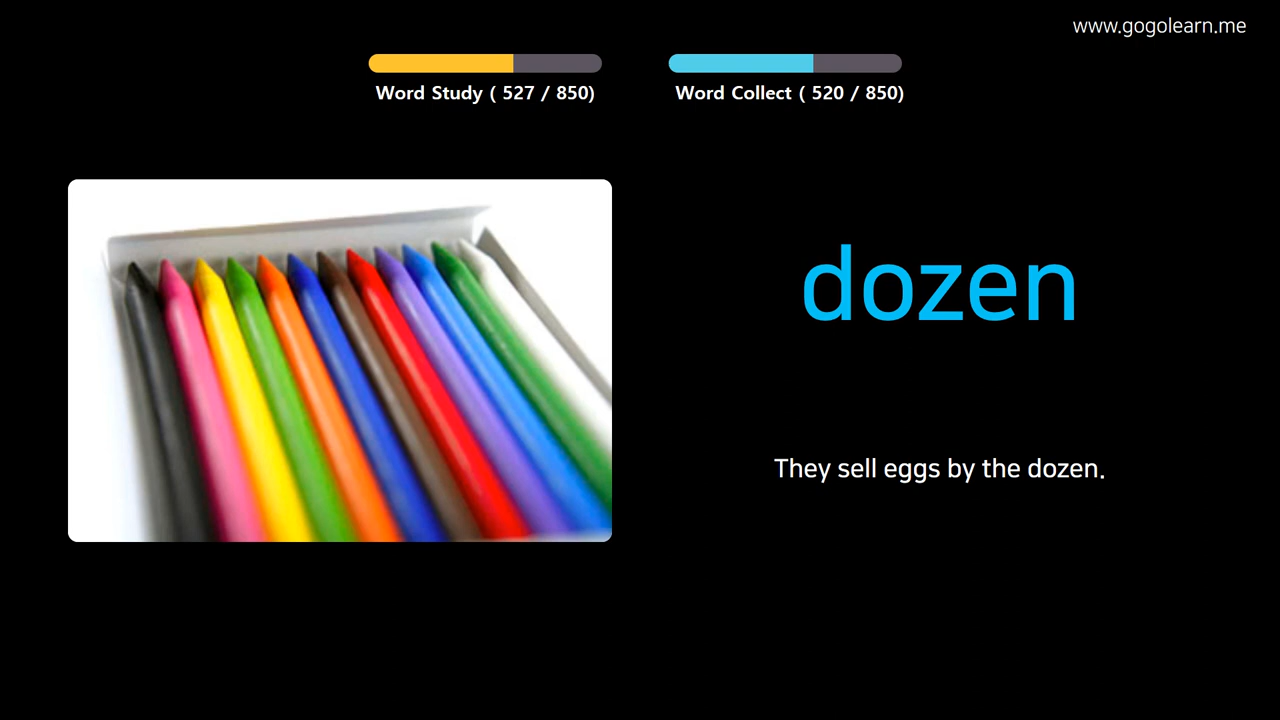 www.gogolearn.me
Word Study ( 527 / 850)
Word Collect ( 520 / 850)
dozen
They sell eggs by the dozen.